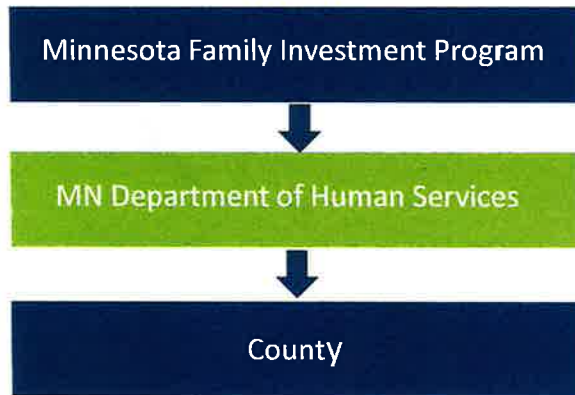 Minnesota Family Investment Program
MN Department of Human Services
County